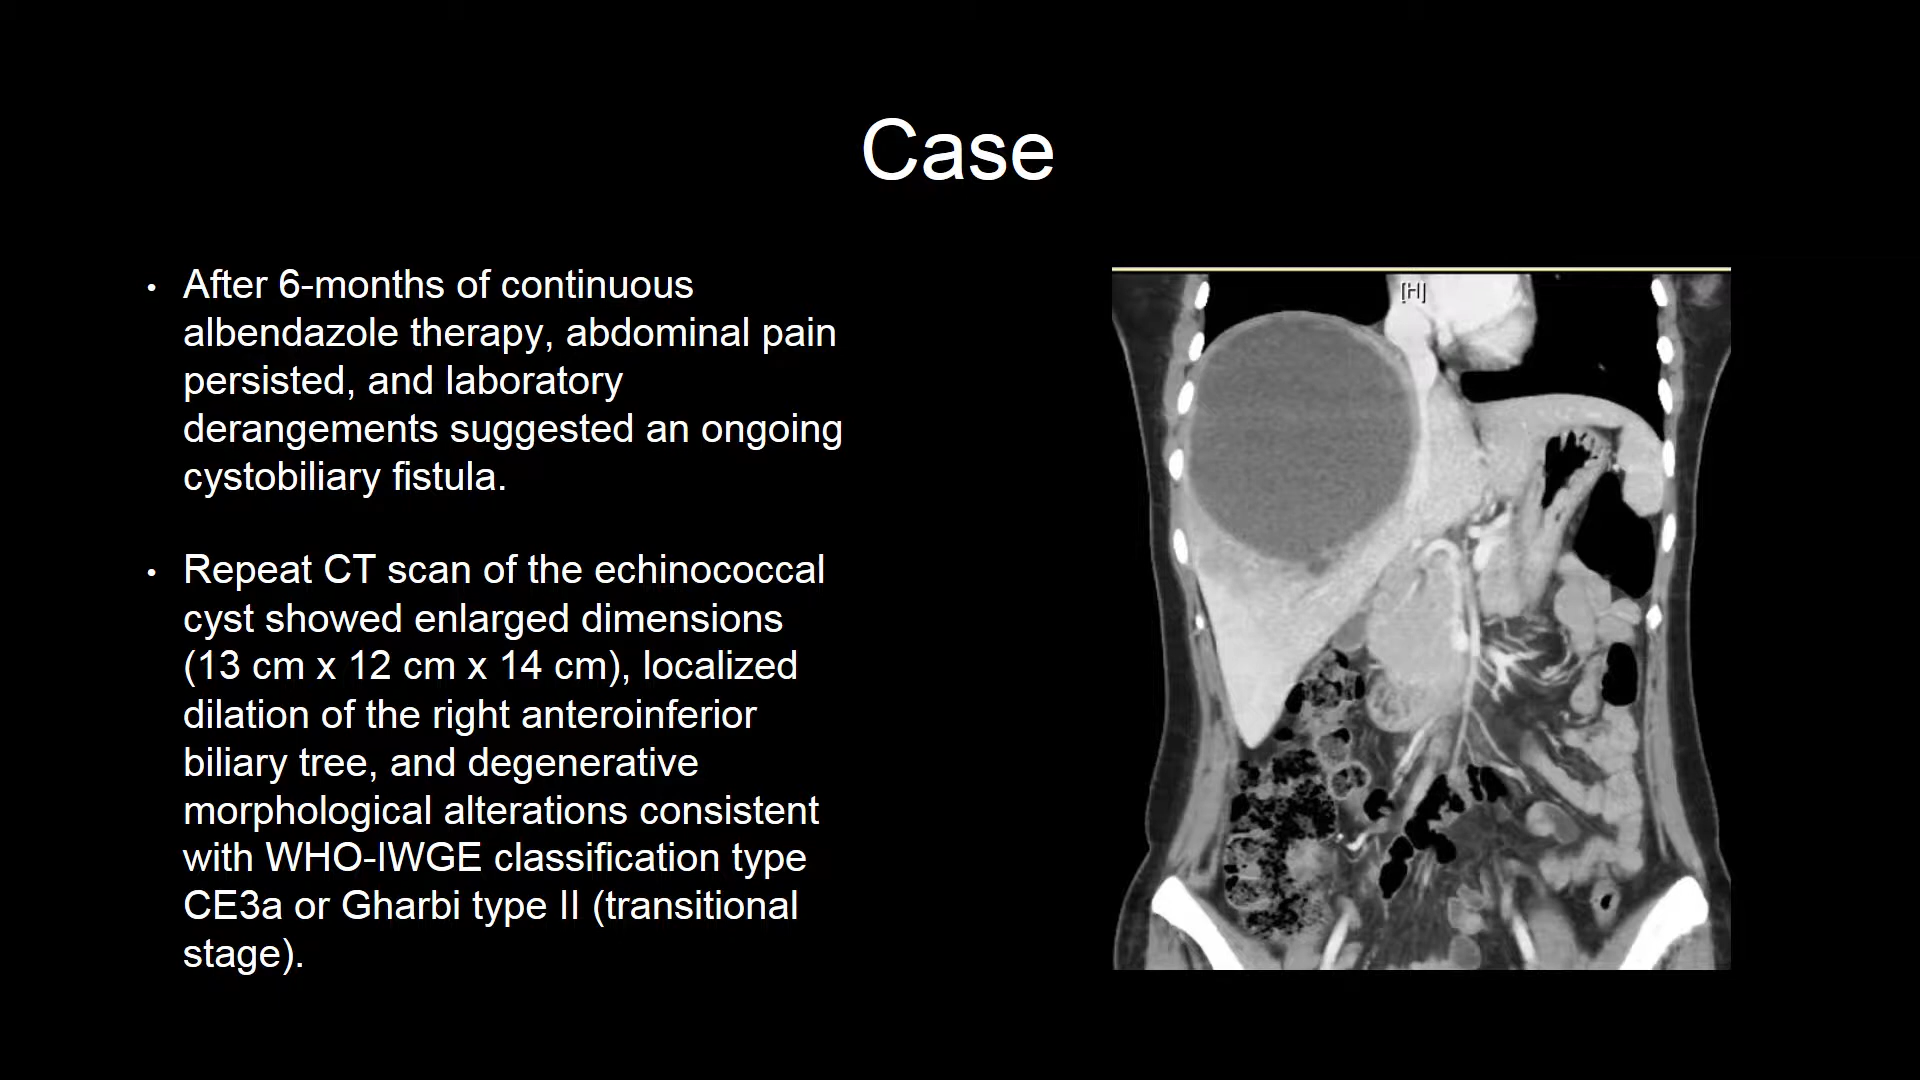 Case
• After 6-months of continuous
albendazole therapy, abdominal pain
persisted, and laboratory
derangements suggested an ongoing
cystobiliary fistula.
• Repeat CT scan of the echinococcal
cyst showed enlarged dimensions
(13 cm x 12 cm x 14 cm), localized
dilation of the right anteroinferior
biliary tree, and degenerative
morphological alterations consistent
with WHO-IWGE classification type
CE3a or Gharbi type II (transitional
stage).
[H]